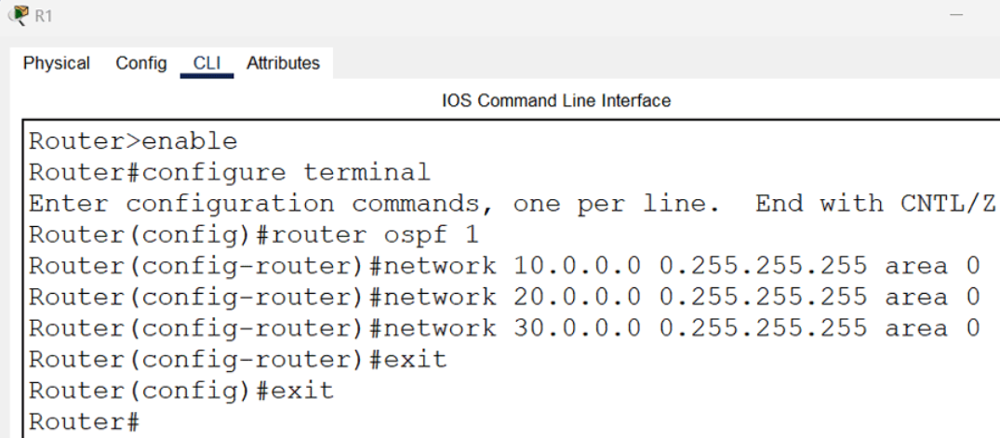 R1
Physical Config CLI Attributes
IOS Command Line Interface
Router>enable
Router#configure terminal
Enter configuration commands, one per line.  End with CNTL/Z
Router(config)#router ospf 1
Router(config-router)#network 10.0.0.0 0.255.255.255 area 0
Router(config-router)#network 20.0.0.0 0.255.255.255 area 0
Router(config-router)#network 30.0.0.0 0.255.255.255 area 0
Router(config-router)#exit
Router(config)#exit
Router#